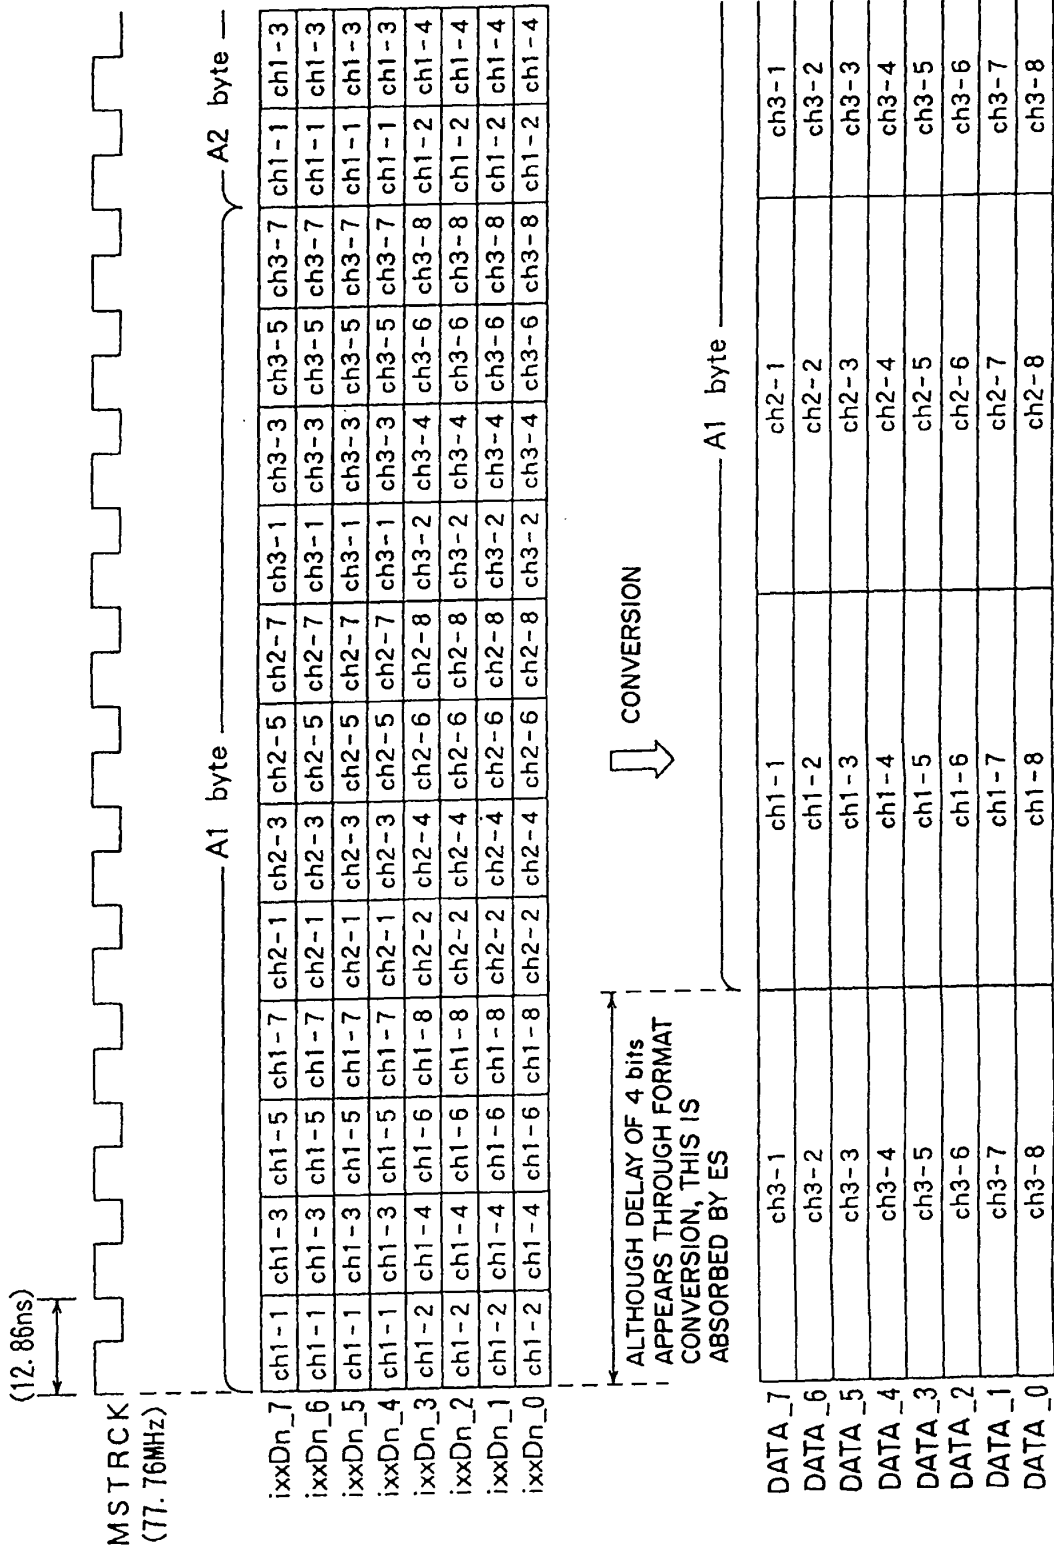 (12.86ns)
MSTRCK
(77.76MHz)
A1 byte
A2 byte
ixxDn_7 ch1-1 ch1-3 ch1-5 ch1-7 ch2-1 ch2-3 ch2-5 ch2-7 ch3-1 ch3-3 ch3-5 ch3-7 ch1-1 ch1-3
ixxDn_6 ch1-1 ch1-3 ch1-5 ch1-7 ch2-1 ch2-3 ch2-5 ch2-7 ch3-1 ch3-3 ch3-5 ch3-7 ch1-1 ch1-3
ixxDn_5 ch1-1 ch1-3 ch1-5 ch1-7 ch2-1 ch2-3 ch2-5 ch2-7 ch3-1 ch3-3 ch3-5 ch3-7 ch1-1 ch1-3
ixxDn_4 ch1-1 ch1-3 ch1-5 ch1-7 ch2-1 ch2-3 ch2-5 ch2-7 ch3-1 ch3-3 ch3-5 ch3-7 ch1-1 ch1-3
ixxDn_3 ch1-2 ch1-4 ch1-6 ch1-8 ch2-2 ch2-4 ch2-6 ch2-8 ch3-2 ch3-4 ch3-6 ch3-8 ch1-2 ch1-4
ixxDn_2 ch1-2 ch1-4 ch1-6 ch1-8 ch2-2 ch2-4 ch2-6 ch2-8 ch3-2 ch3-4 ch3-6 ch3-8 ch1-2 ch1-4
ixxDn_1 ch1-2 ch1-4 ch1-6 ch1-8 ch2-2 ch2-4 ch2-6 ch2-8 ch3-2 ch3-4 ch3-6 ch3-8 ch1-2 ch1-4
ixxDn_0 ch1-2 ch1-4 ch1-6 ch1-8 ch2-2 ch2-4 ch2-6 ch2-8 ch3-2 ch3-4 ch3-6 ch3-8 ch1-2 ch1-4
CONVERSION
ALTHOUGH DELAY OF 4 bits
APPEARS THROUGH FORMAT
CONVERSION, THIS IS
ABSORBED BY ES
A1 byte
DATA_7 ch3-1 ch1-1 ch2-1 ch3-1
DATA_6 ch3-2 ch1-2 ch2-2 ch3-2
DATA_5 ch3-3 ch1-3 ch2-3 ch3-3
DATA_4 ch3-4 ch1-4 ch2-4 ch3-4
DATA_3 ch3-5 ch1-5 ch2-5 ch3-5
DATA_2 ch3-6 ch1-6 ch2-6 ch3-6
DATA_1 ch3-7 ch1-7 ch2-7 ch3-7
DATA_0 ch3-8 ch1-8 ch2-8 ch3-8